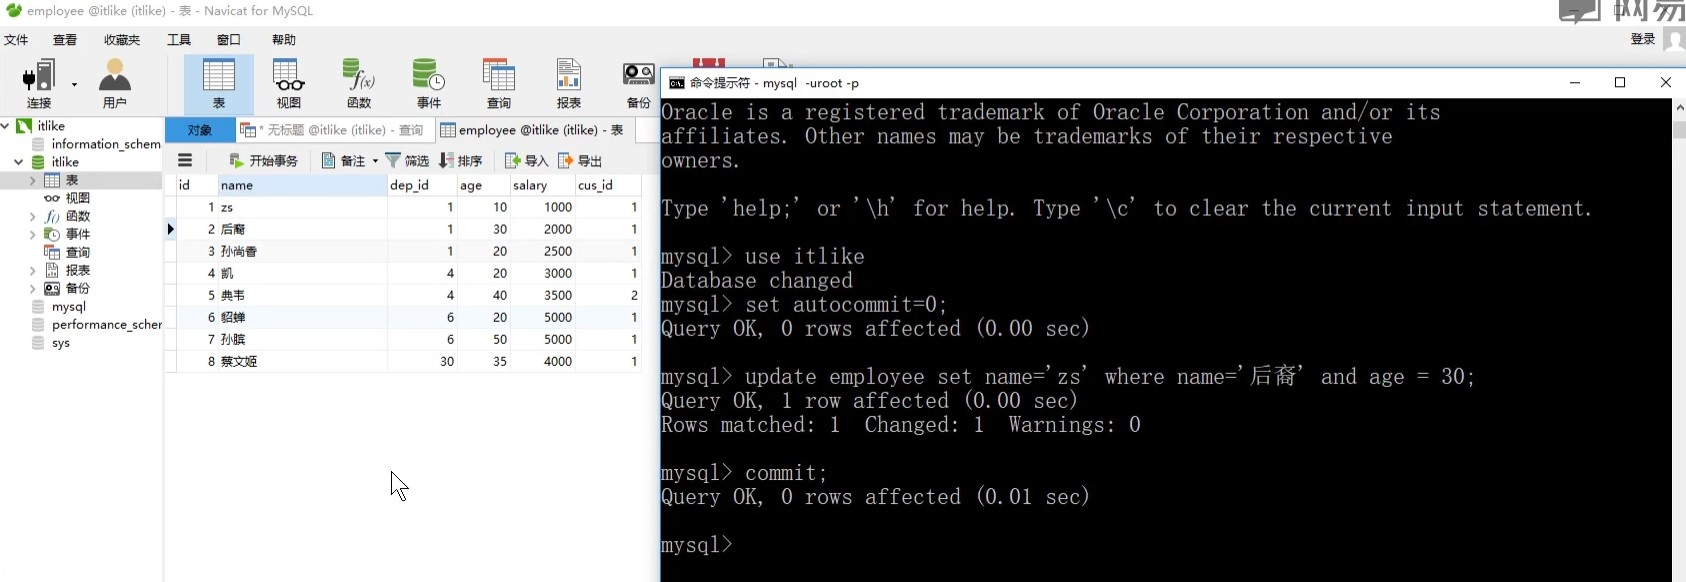 employee @itlike (itlike) - 表 - Navicat for MySQL
网易
文件 查看 收藏夹 工具 窗口 帮助
登录
连接 用户 表 视图 函数 事件 查询 报表 备份
itlike
information_schem
itlike
表
视图
函数
事件
查询
报表
备份
mysql
performance_scher
sys
对象 * 无标题 @itlike (itlike) - 查询 employee @itlike (itlike) - 表
开始事务 备注 筛选 排序 导入 导出
id name dep_id age salary cus_id
1 zs 1 10 1000 1
2 后裔 1 30 2000 1
3 孙尚香 1 20 2500 1
4 凯 4 20 3000 1
5 典韦 4 40 3500 2
6 貂蝉 6 20 5000 1
7 孙膑 6 50 5000 1
8 蔡文姬 30 35 4000 1
命令提示符 - mysql -uroot -p
Oracle is a registered trademark of Oracle Corporation and/or its
affiliates. Other names may be trademarks of their respective
owners.
Type 'help;' or '\h' for help. Type '\c' to clear the current input statement.
mysql> use itlike
Database changed
mysql> set autocommit=0;
Query OK, 0 rows affected (0.00 sec)
mysql> update employee set name='zs' where name='后裔' and age = 30;
Query OK, 1 row affected (0.00 sec)
Rows matched: 1  Changed: 1  Warnings: 0
mysql> commit;
Query OK, 0 rows affected (0.01 sec)
mysql>